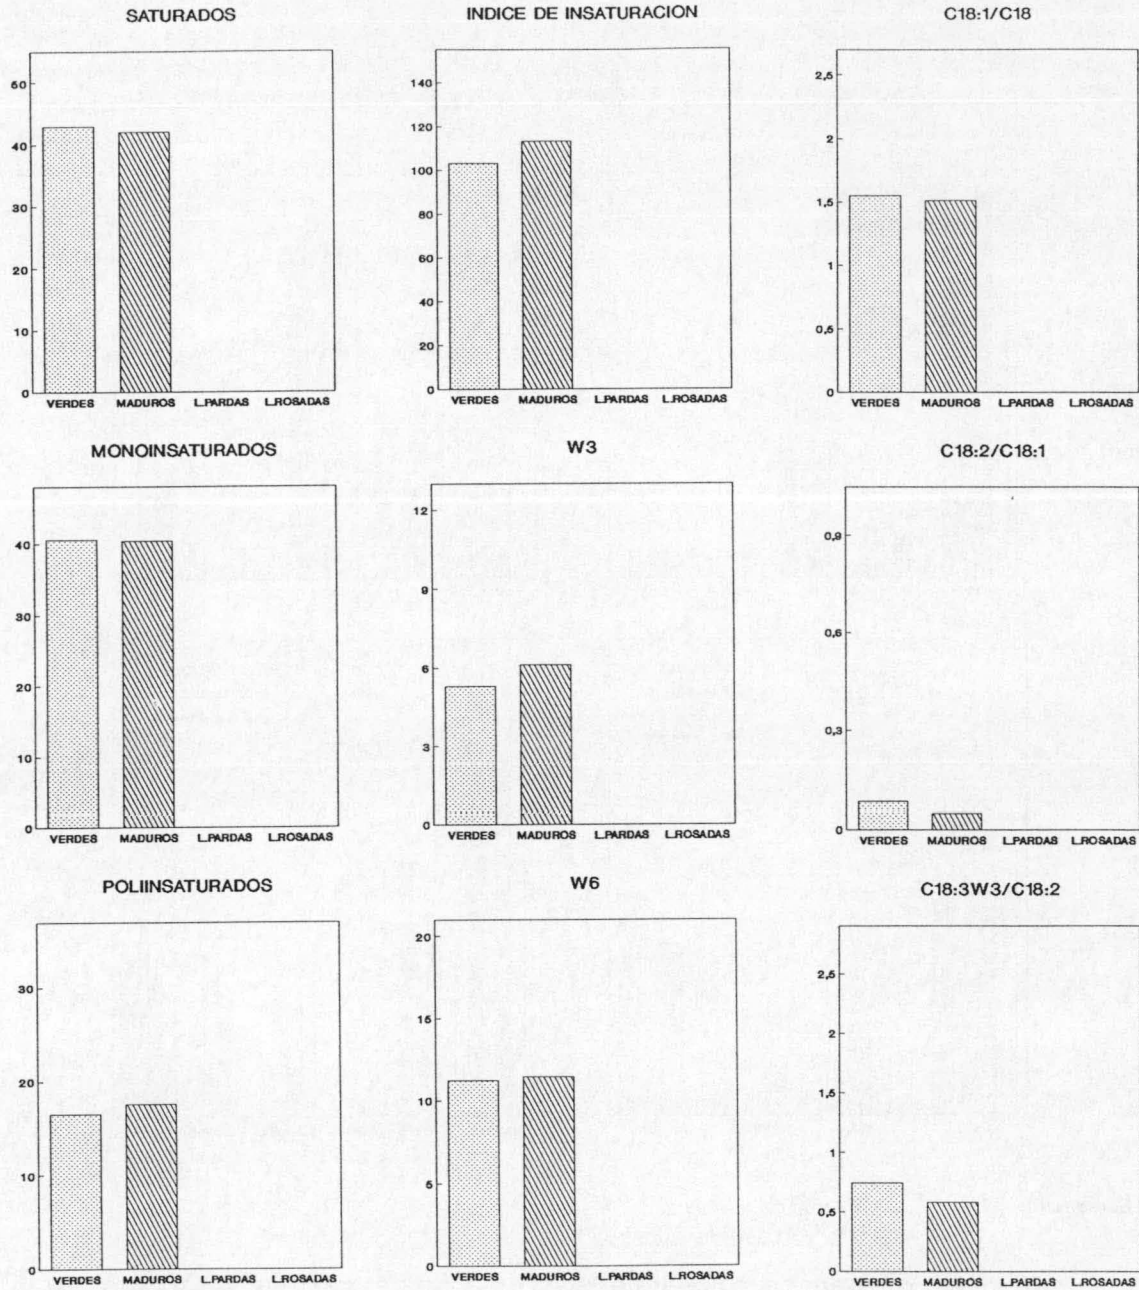 SATURADOS
60
50
40
30
20
10
0
VERDES MADUROS L.PARDAS L.ROSADAS
INDICE DE INSATURACION
140
120
100
80
60
40
20
0
VERDES MADUROS L.PARDAS L.ROSADAS
C18:1/C18
2,5
2
1,5
1
0,5
0
VERDES MADUROS L.PARDAS L.ROSADAS
MONOINSATURADOS
40
30
20
10
0
VERDES MADUROS L.PARDAS L.ROSADAS
W3
12
9
6
3
0
VERDES MADUROS L.PARDAS L.ROSADAS
C18:2/C18:1
0,9
0,6
0,3
0
VERDES MADUROS L.PARDAS L.ROSADAS
POLIINSATURADOS
30
20
10
0
VERDES MADUROS L.PARDAS L.ROSADAS
W6
20
15
10
5
0
VERDES MADUROS L.PARDAS L.ROSADAS
C18:3W3/C18:2
2,5
2
1,5
1
0,5
0
VERDES MADUROS L.PARDAS L.ROSADAS